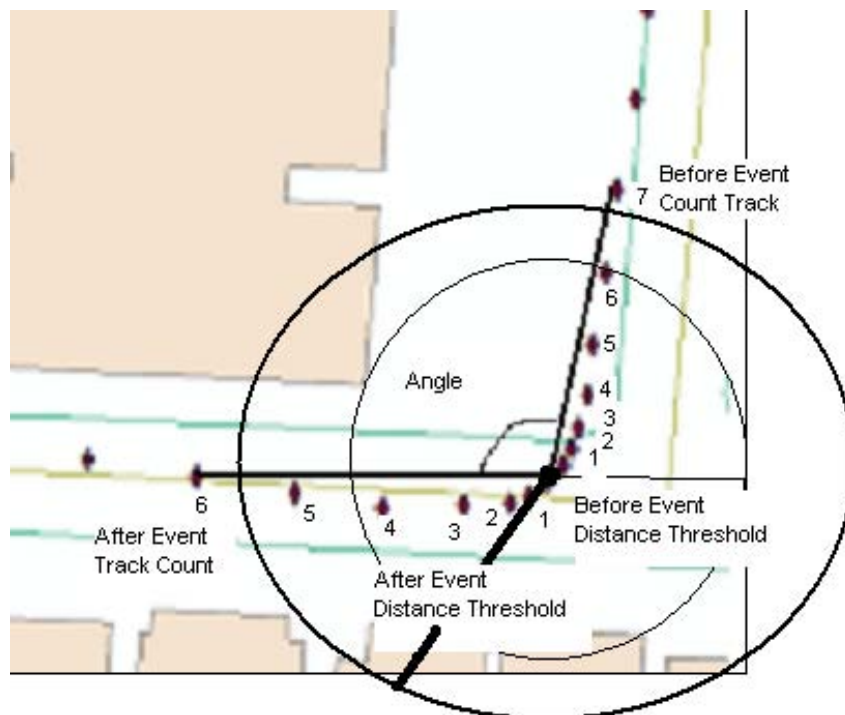 Before Event
Count Track
7
6
5
4
3
2
1
Angle
6
5
4
3
2
1
After Event
Track Count
Before Event
Distance Threshold
After Event
Distance Threshold